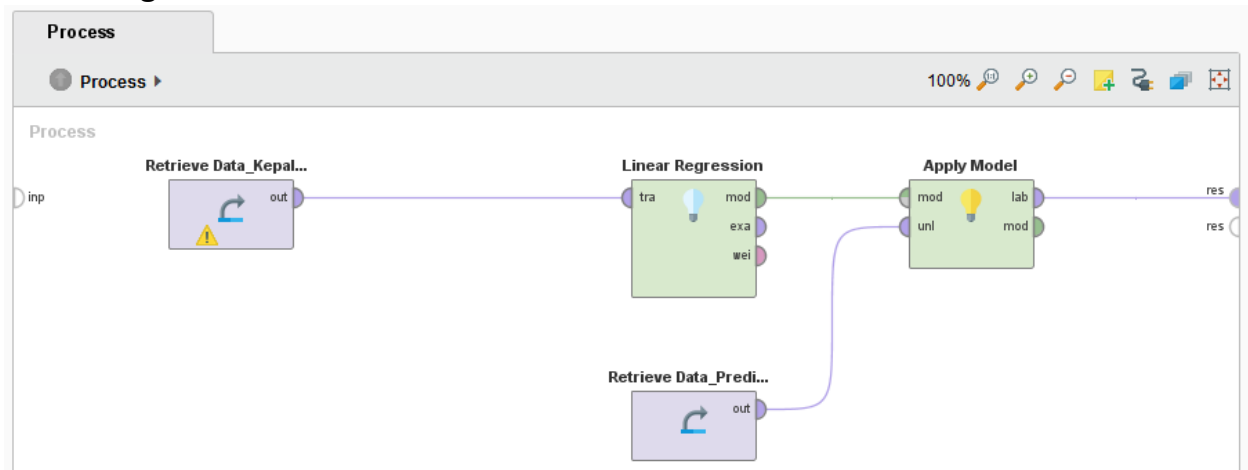 Process
Process
100%
Process
Retrieve Data_Kepal...
Linear Regression
Apply Model
inp
out
tra
mod
exa
wei
mod
lab
unl
mod
res
res
Retrieve Data_Predi...
out